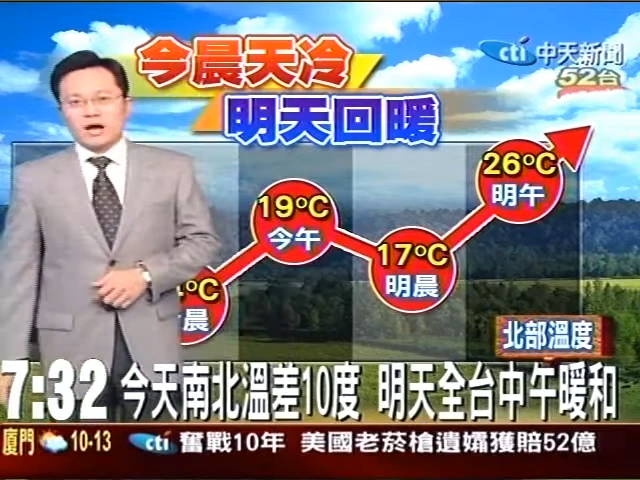 今晨天冷
明天回暖
cti 中天新聞
52台
26°C
明午
19°C
今午
17°C
明晨
4°C
晨
北部溫度
7:32 今天南北溫差10度 明天全台中午暖和
廈門 10-13 cti 奮戰10年 美國老菸槍遺孀獲賠52億